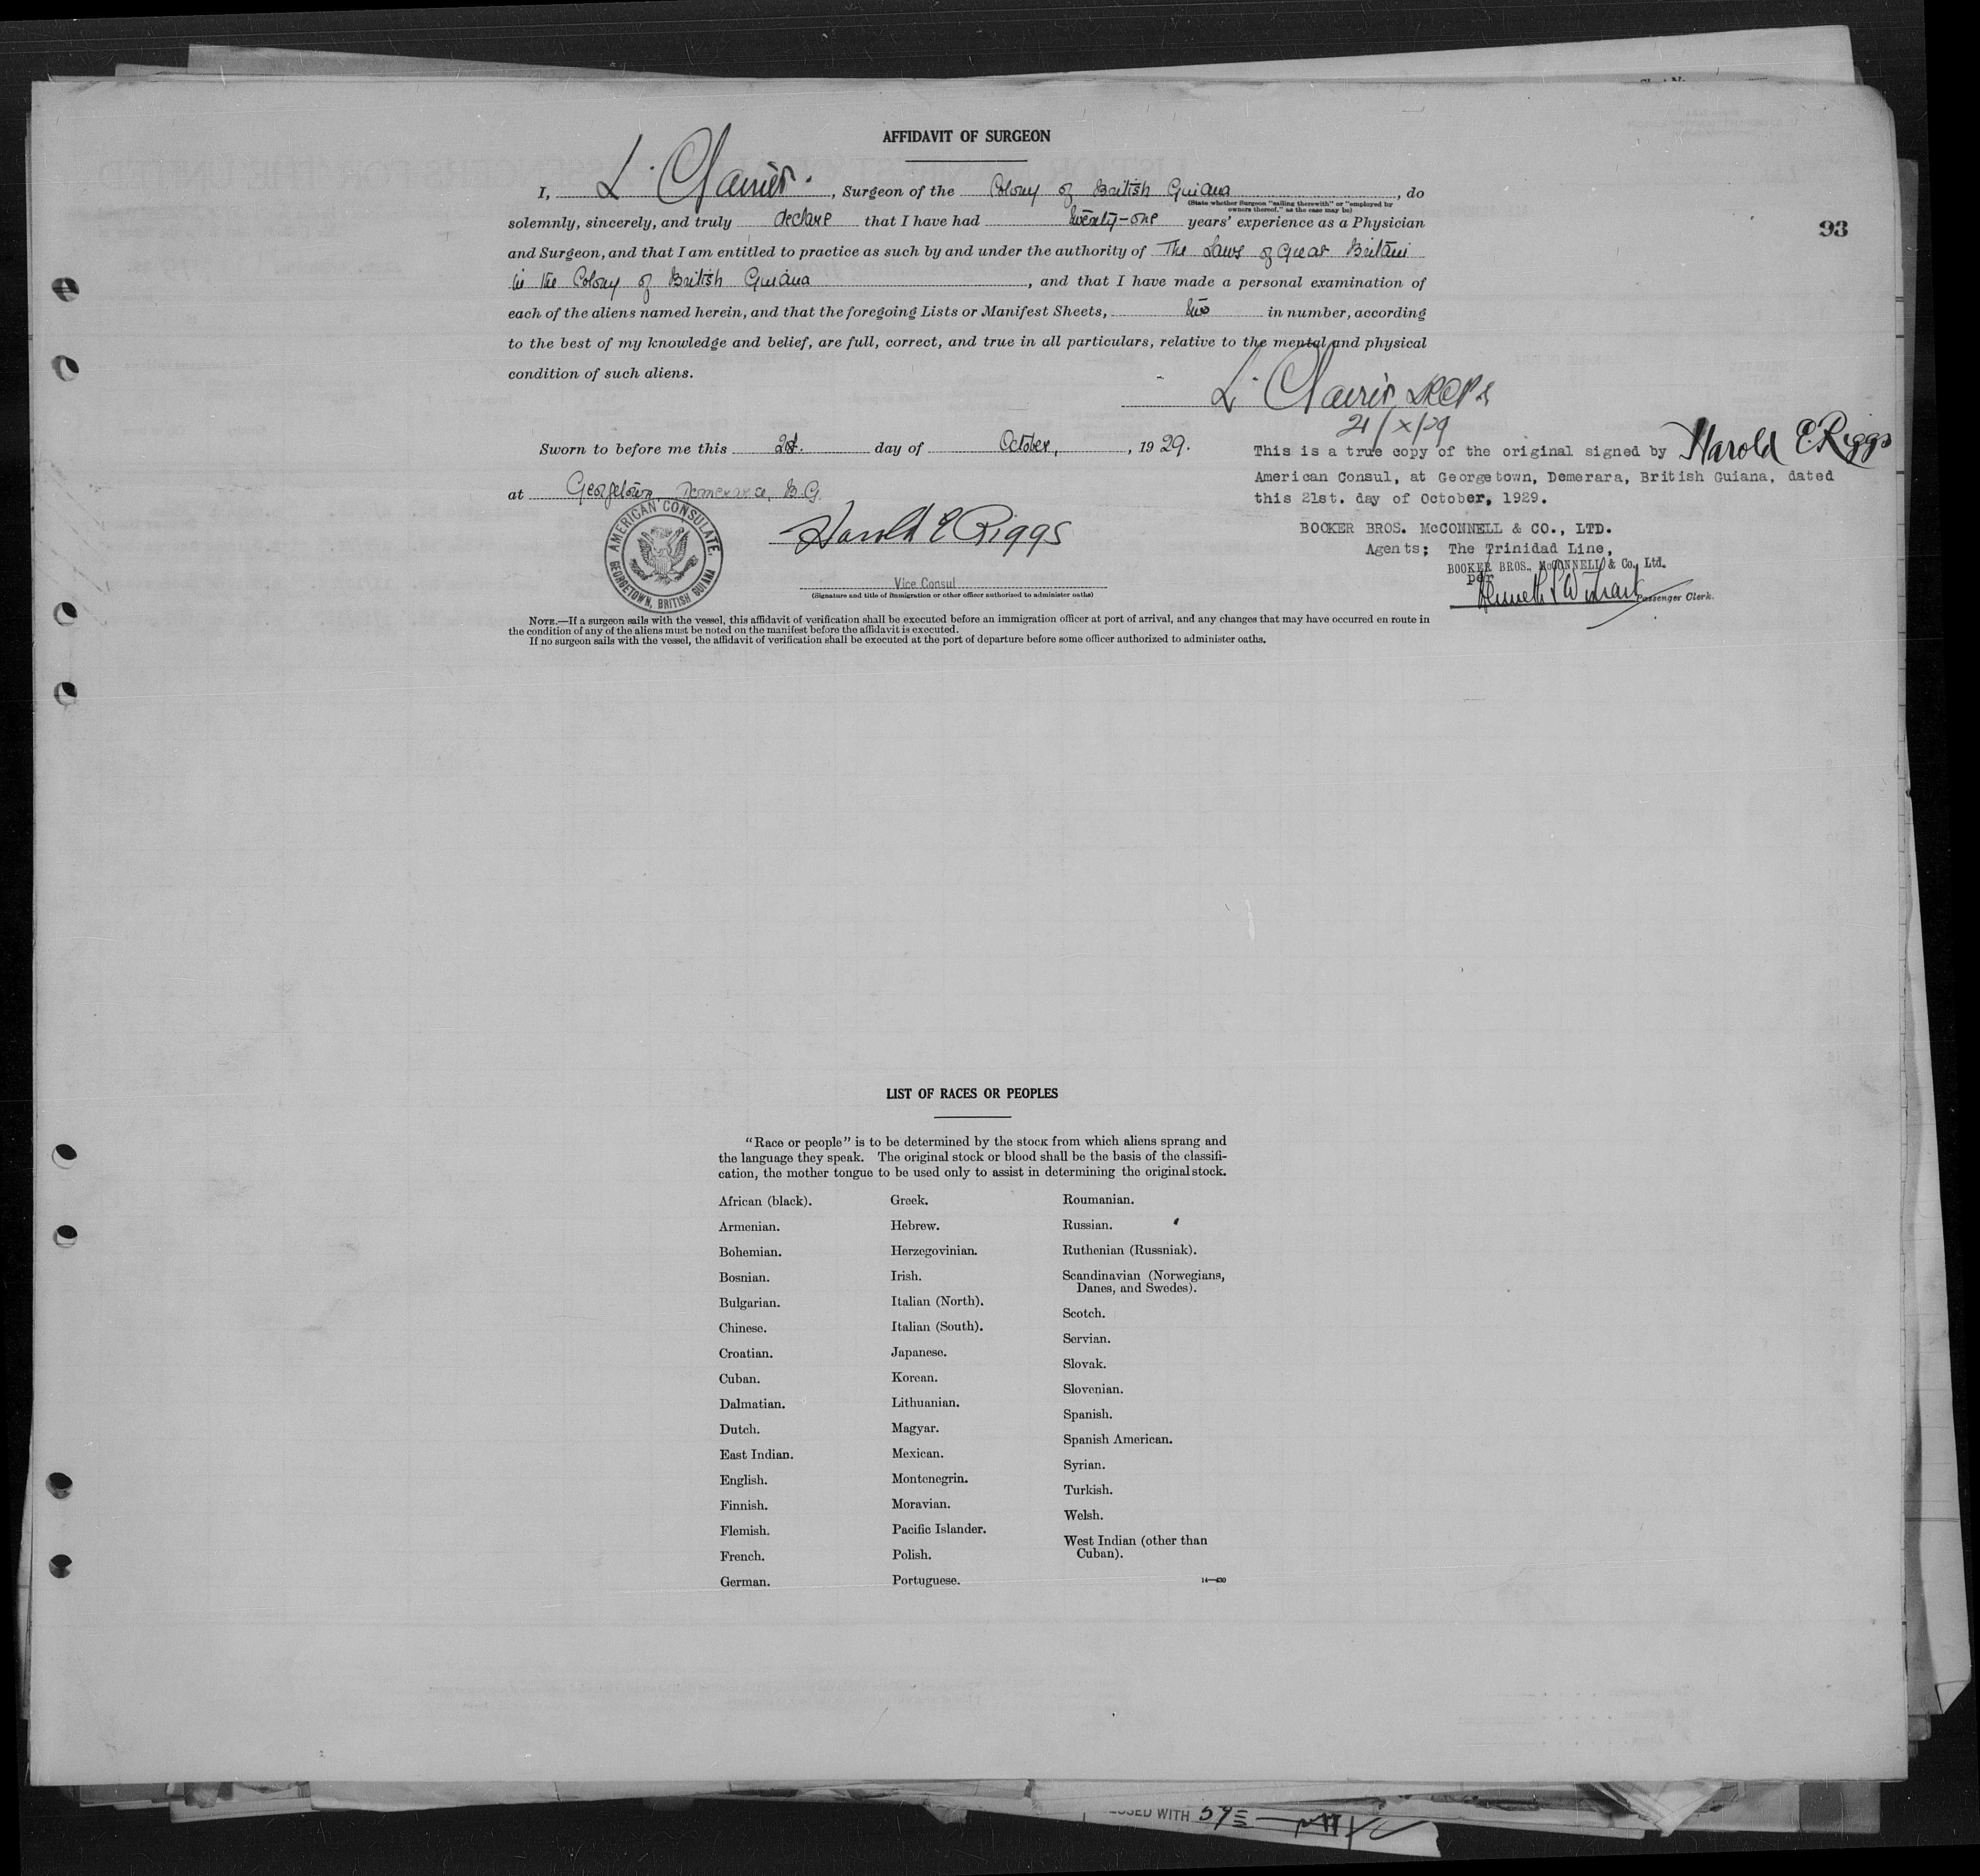 AFFIDAVIT OF SURGEON
I, L. , Surgeon of the Colony of British Guiana, do
(State whether Surgeon "sailing therewith" or "employed by
owners thereof," as the case may be)
solemnly, sincerely, and truly declare that I have had twenty-one years' experience as a Physician
and Surgeon, and that I am entitled to practice as such by and under the authority of The Laws of Great Britain
in the Colony of British Guiana, and that I have made a personal examination of
each of the aliens named herein, and that the foregoing Lists or Manifest Sheets, two in number, according
to the best of my knowledge and belief, are full, correct, and true in all particulars, relative to the mental and physical
condition of such aliens.
L.
21/X/29
Sworn to before me this 21st. day of October, , 1929.
at Georgetown, Demerara, B.G.
AMERICAN CONSULATE
GEORGETOWN, BRITISH GUIANA
Harold E Riggs
Vice Consul
(Signature and title of immigration or other officer authorized to administer oaths)
93
This is a true copy of the original signed by Harold E. Riggs
American Consul, at Georgetown, Demerara, British Guiana, dated
this 21st. day of October, 1929.
BOOKER BROS. McCONNELL & CO., LTD.
Agents; The Trinidad Line,
BOOKER BROS., McCONNELL & Co., Ltd.
per
Passenger Clerk.
NOTE.—If a surgeon sails with the vessel, this affidavit of verification shall be executed before an immigration officer at port of arrival, and any changes that may have occurred en route in
the condition of any of the aliens must be noted on the manifest before the affidavit is executed.
If no surgeon sails with the vessel, the affidavit of verification shall be executed at the port of departure before some officer authorized to administer oaths.
LIST OF RACES OR PEOPLES
"Race or people" is to be determined by the stock from which aliens sprang and
the language they speak. The original stock or blood shall be the basis of the classifi-
cation, the mother tongue to be used only to assist in determining the original stock.
African (black).
Armenian.
Bohemian.
Bosnian.
Bulgarian.
Chinese.
Croatian.
Cuban.
Dalmatian.
Dutch.
East Indian.
English.
Finnish.
Flemish.
French.
German.
Greek.
Hebrew.
Herzegovinian.
Irish.
Italian (North).
Italian (South).
Japanese.
Korean.
Lithuanian.
Magyar.
Mexican.
Montenegrin.
Moravian.
Pacific Islander.
Polish.
Portuguese.
Roumanian.
Russian.
Ruthenian (Russniak).
Scandinavian (Norwegians,
Danes, and Swedes).
Scotch.
Servian.
Slovak.
Slovenian.
Spanish.
Spanish American.
Syrian.
Turkish.
Welsh.
West Indian (other than
Cuban).
WITH